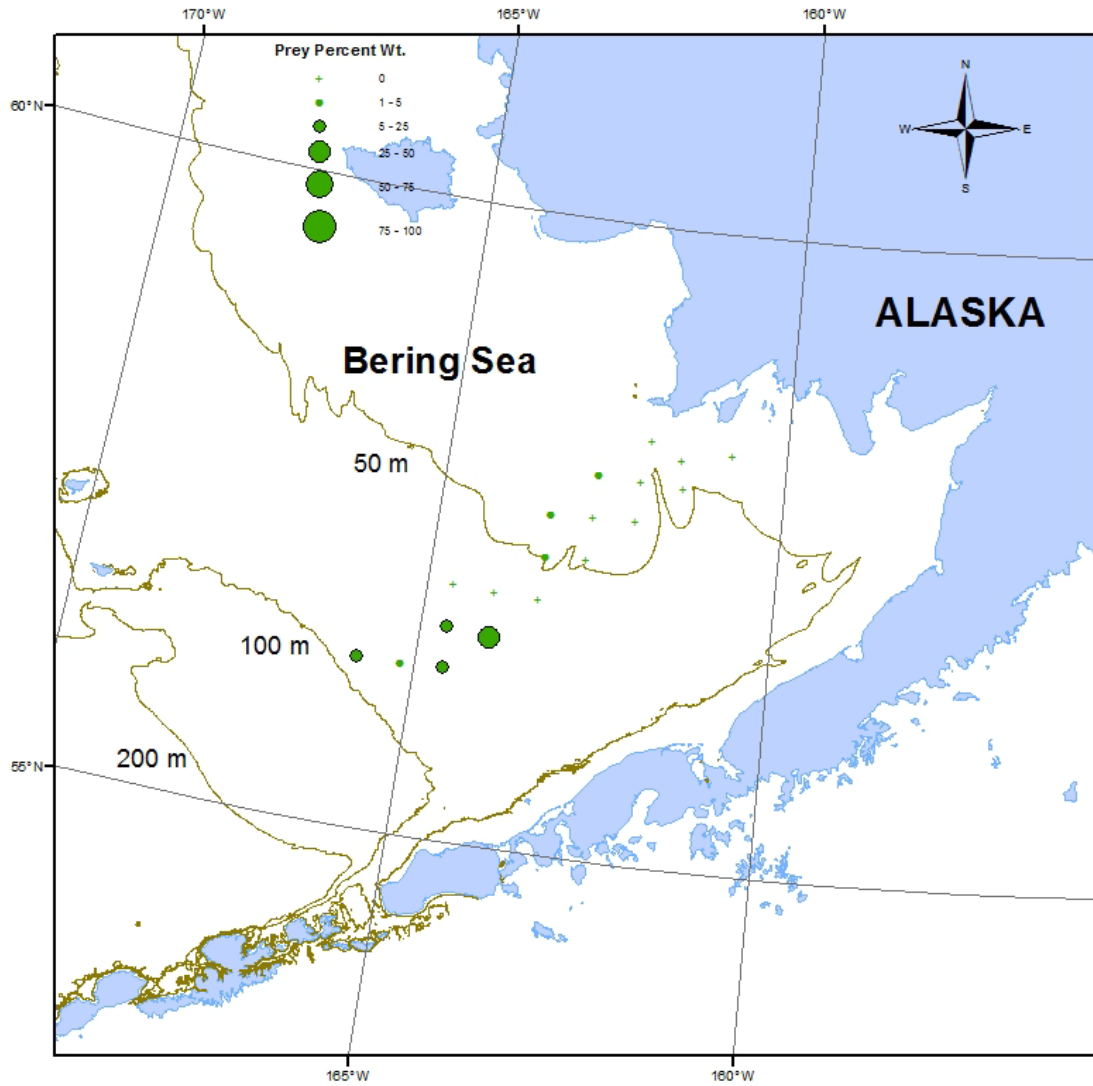 170°W
165°W
160°W
Prey Percent Wt.
0
1 - 5
5 - 25
25 - 50
50 - 75
75 - 100
N
W
E
S
60°N
ALASKA
Bering Sea
50 m
100 m
200 m
55°N
165°W
160°W